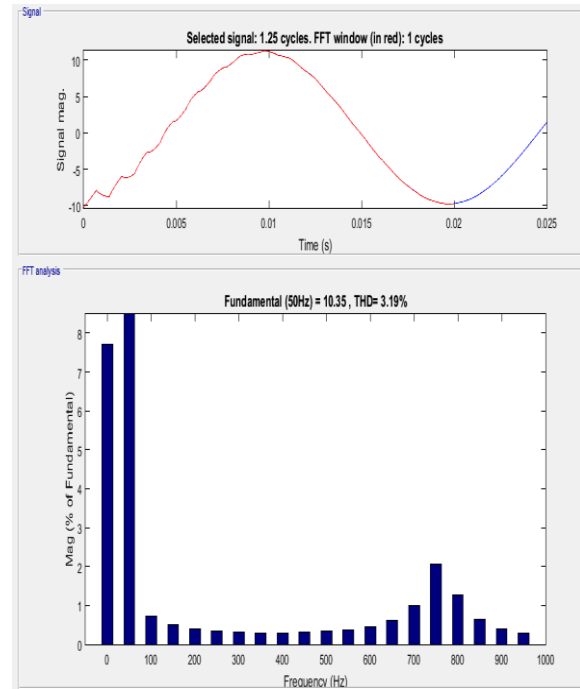 Signal
Selected signal: 1.25 cycles. FFT window (in red): 1 cycles
Signal mag.
10
5
0
-5
-10
0 0.005 0.01 0.015 0.02 0.025
Time (s)
FFT analysis
Fundamental (50Hz) = 10.35 , THD= 3.19%
Mag (% of Fundamental)
8
7
6
5
4
3
2
1
0
0 100 200 300 400 500 600 700 800 900 1000
Frequency (Hz)